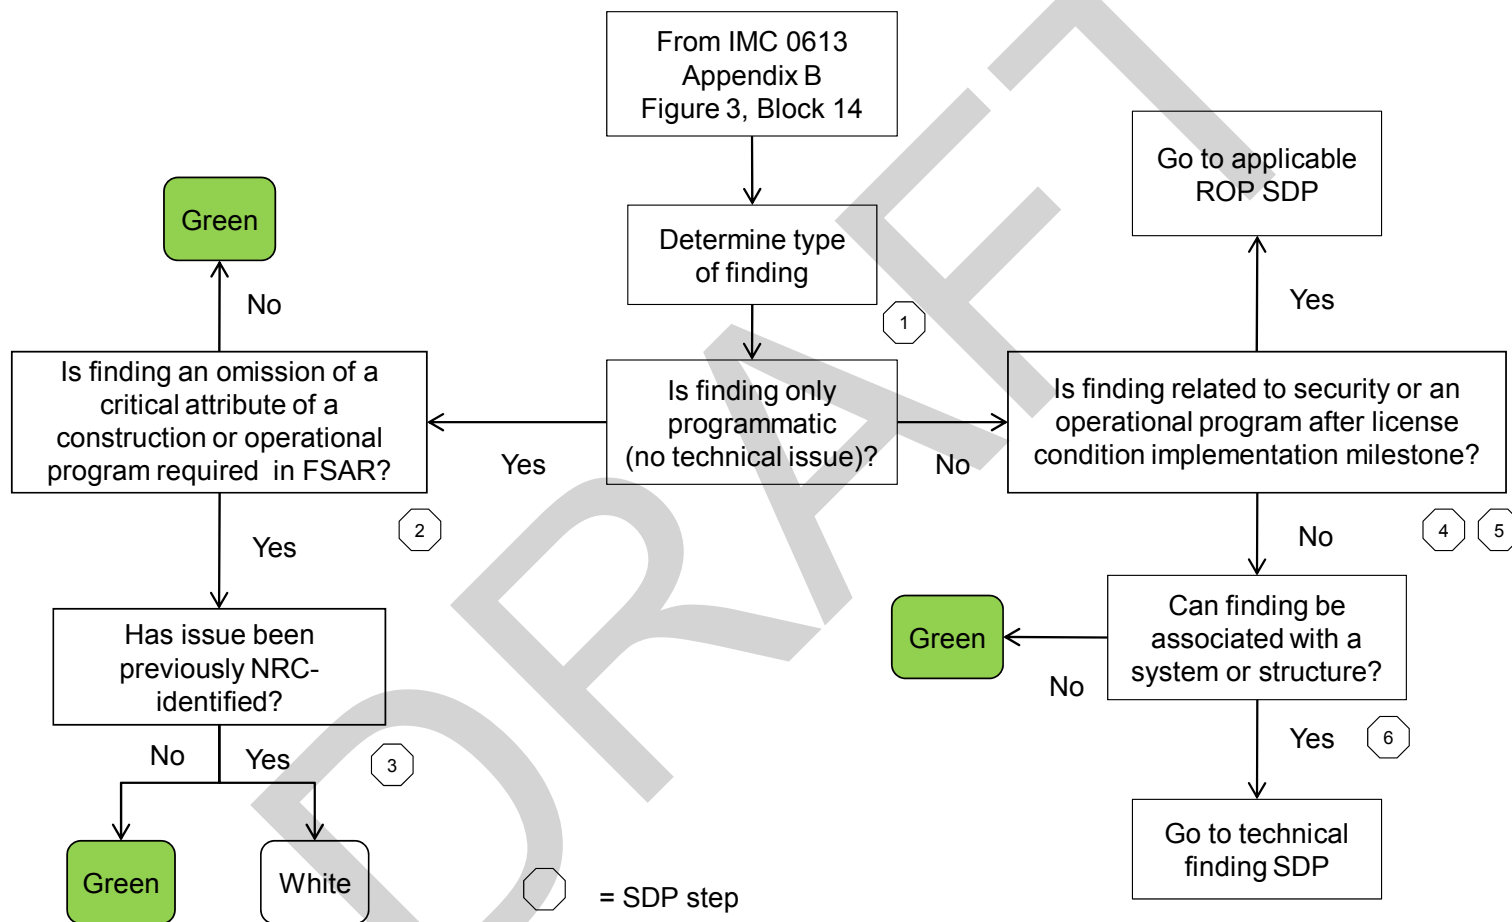 From IMC 0613
Appendix B
Figure 3, Block 14
Go to applicable
ROP SDP
Green
Determine type
of finding
No
Yes
1
Is finding an omission of a
critical attribute of a
construction or operational
program required in FSAR?
Is finding only
programmatic
(no technical issue)?
Is finding related to security or an
operational program after license
condition implementation milestone?
Yes
No
2
4
5
Yes
No
Has issue been
previously NRC-
identified?
Green
Can finding be
associated with a
system or structure?
No
No
Yes
3
Yes
6
Green
White
= SDP step
Go to technical
finding SDP
DRAFT